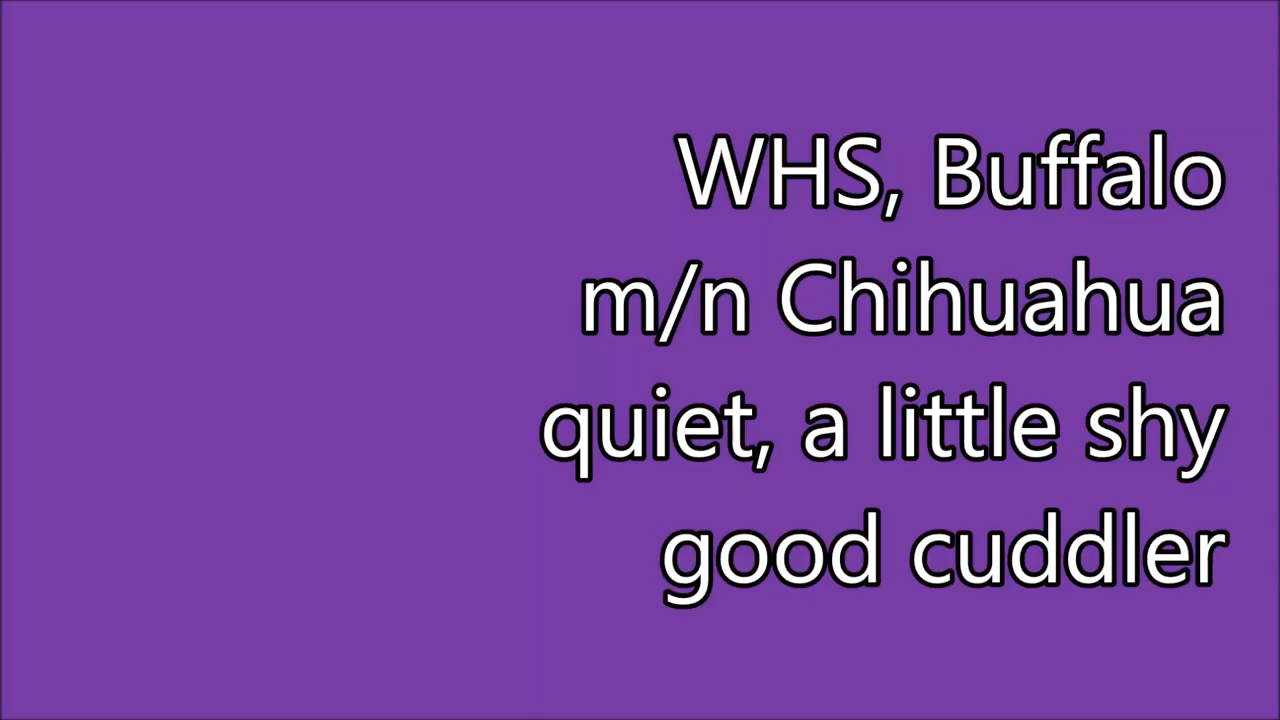 WHS, Buffalo
m/n Chihuahua
quiet, a little shy
good cuddler